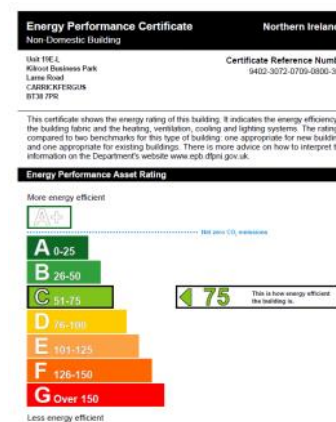 Energy Performance Certificate
Northern Ireland
Non-Domestic Building
Unit 19E-L
Kilroot Business Park
Larne Road
CARRICKFERGUS
BT38 7PR
Certificate Reference Numb
9402-3072-0709-0800-3
This certificate shows the energy rating of this building. It indicates the energy efficiency
the building fabric and the heating, ventilation, cooling and lighting systems. The rating
compared to two benchmarks for this type of building: one appropriate for new buildin
and one appropriate for existing buildings. There is more advice on how to interpret t
information on the Department's website www.epb.dfpni.gov.uk.
Energy Performance Asset Rating
More energy efficient
A+
Net zero CO₂ emissions
A 0-25
B 26-50
C 51-75
75
This is how energy efficient
the building is.
D 76-100
E 101-125
F 126-150
G Over 150
Less energy efficient